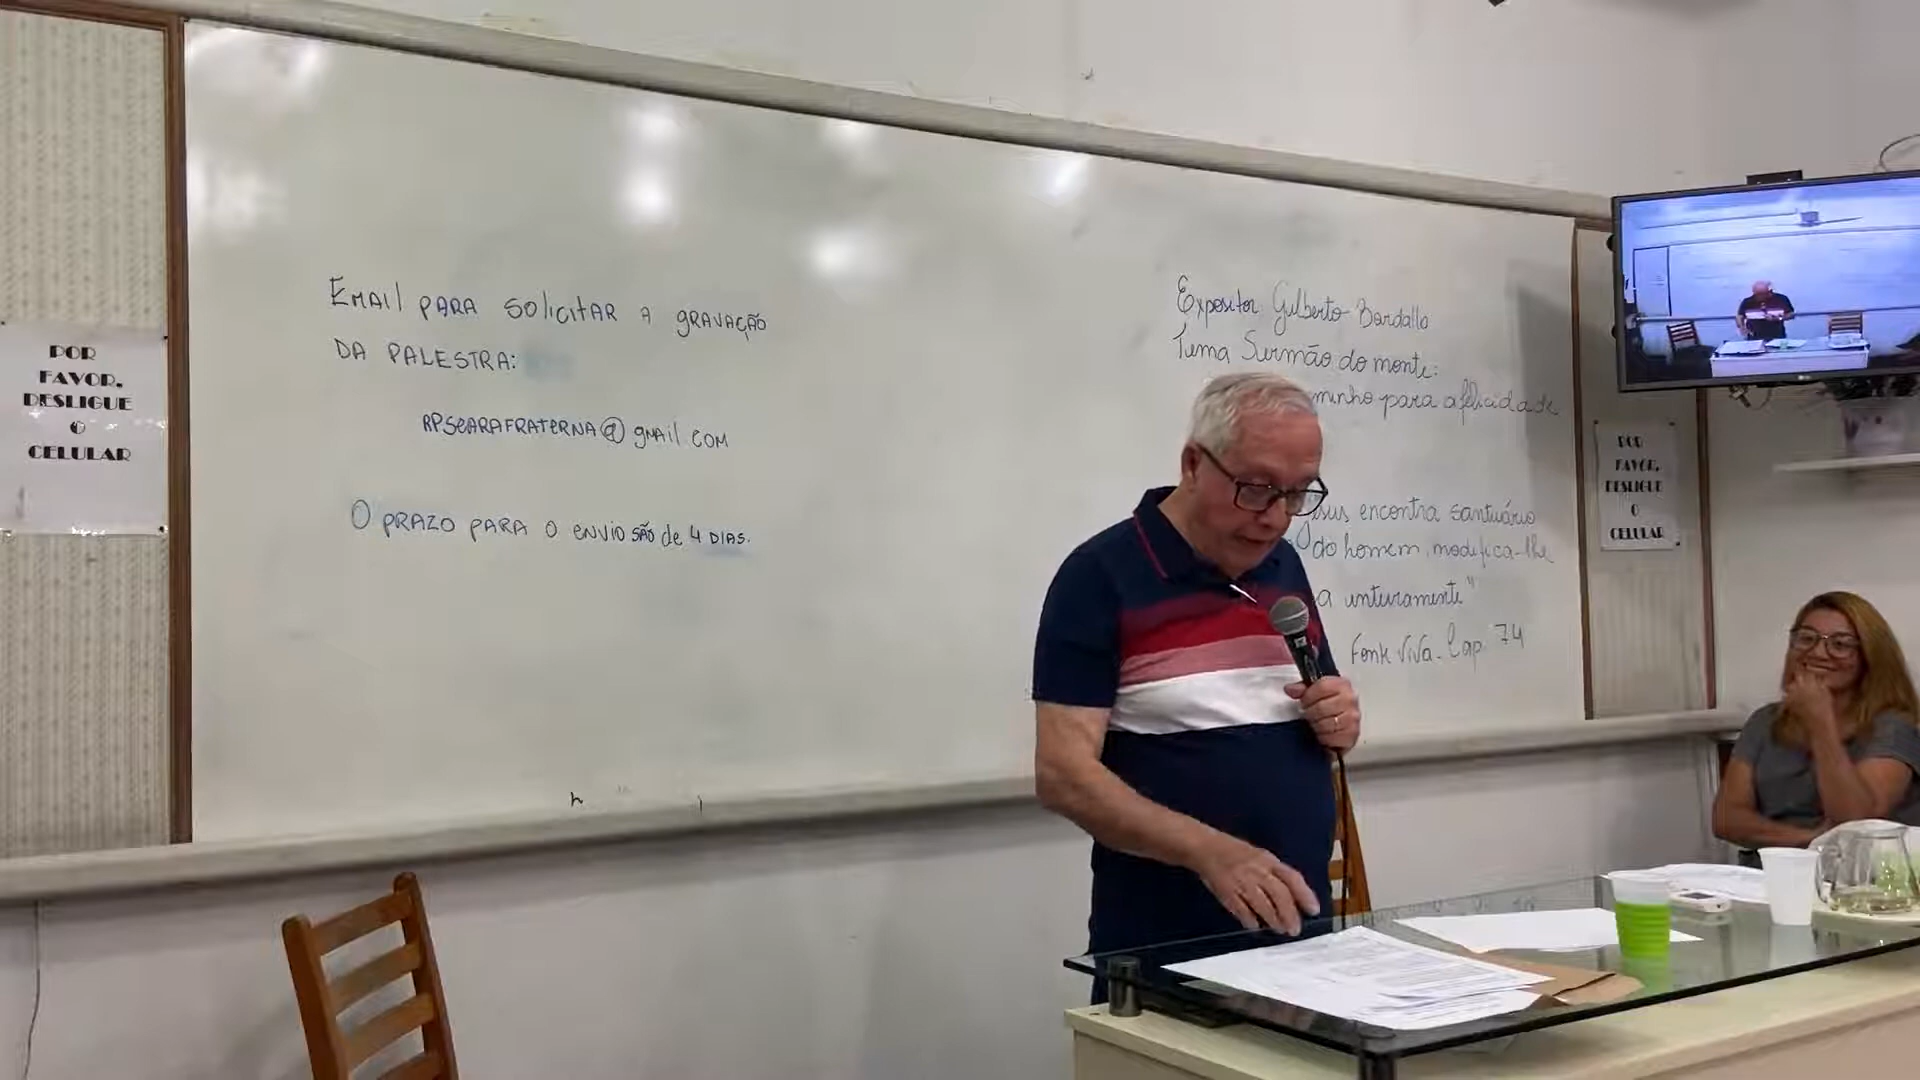 POR
FAVOR,
DESLIGUE
O
CELULAR
EMAIL PARA SOLICITAR A GRAVAÇÃO
DA PALESTRA:
RPSEARAFRATERNA@GMAIL.COM
O PRAZO PARA O ENVIO SÃO de 4 DIAS.
Expositor: Gilberto Bardallo
Tema Sermão do monte:
minho para a felicidade
esus encontra santuário
do homem, modifica-lhe
a inteiramente"
Fonte Viva - Cap. 74
POR
FAVOR,
DESLIGUE
O
CELULAR